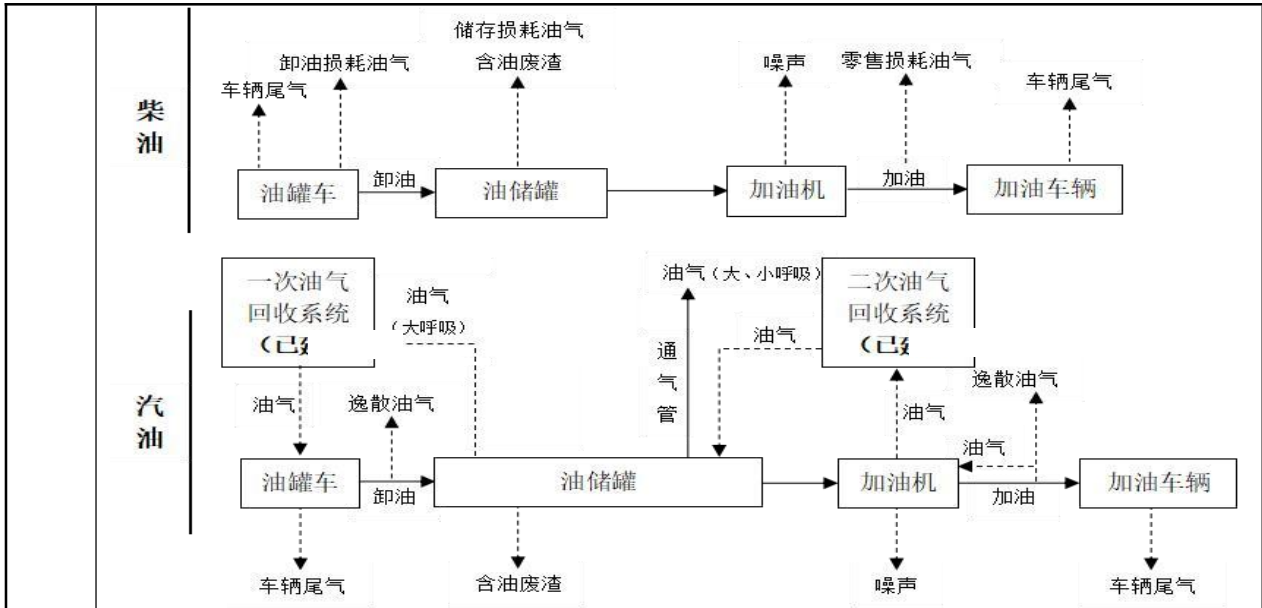 柴
油
储存损耗油气
含油废渣
卸油损耗油气
车辆尾气
噪声
零售损耗油气
车辆尾气
油罐车
卸油
油储罐
加油机
加油
加油车辆
汽
油
一次油气
回收系统
（已
油气
（大呼吸）
油气（大、小呼吸）
通
气
管
油气
二次油气
回收系统
（已
油气
逸散油气
油气
逸散油气
油气
油罐车
卸油
油储罐
加油机
加油
加油车辆
车辆尾气
含油废渣
噪声
车辆尾气